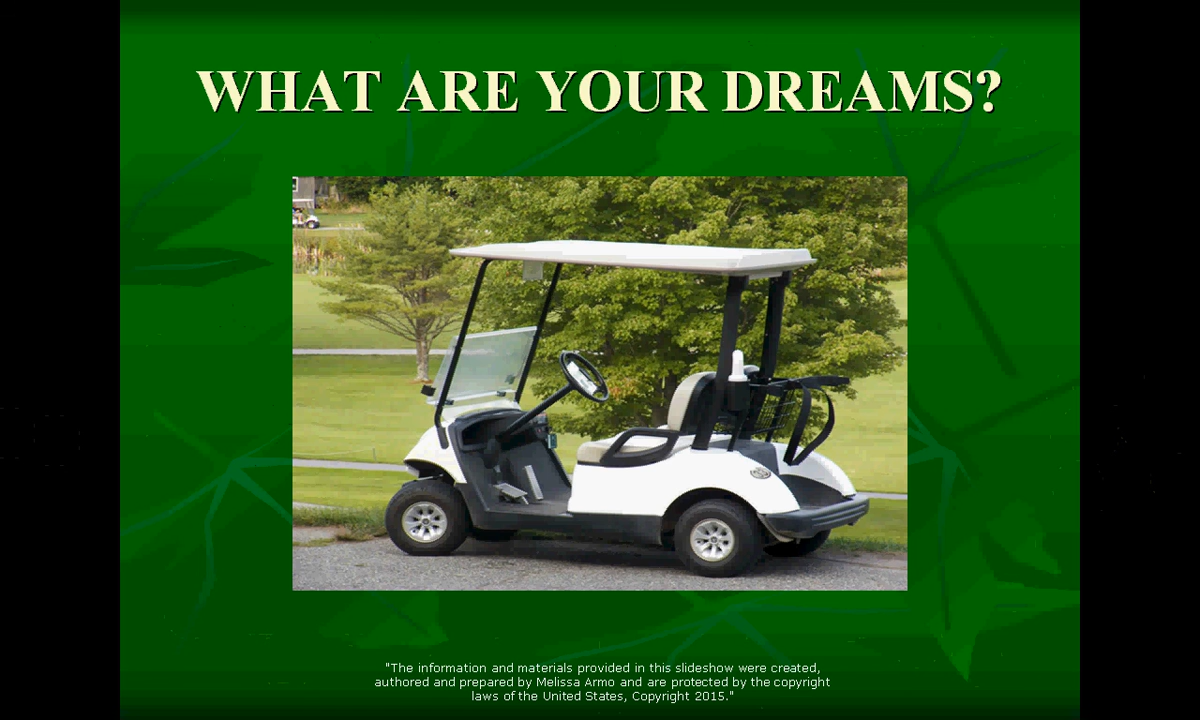 WHAT ARE YOUR DREAMS?
"The information and materials provided in this slideshow were created,
authored and prepared by Melissa Armo and are protected by the copyright
laws of the United States, Copyright 2015."